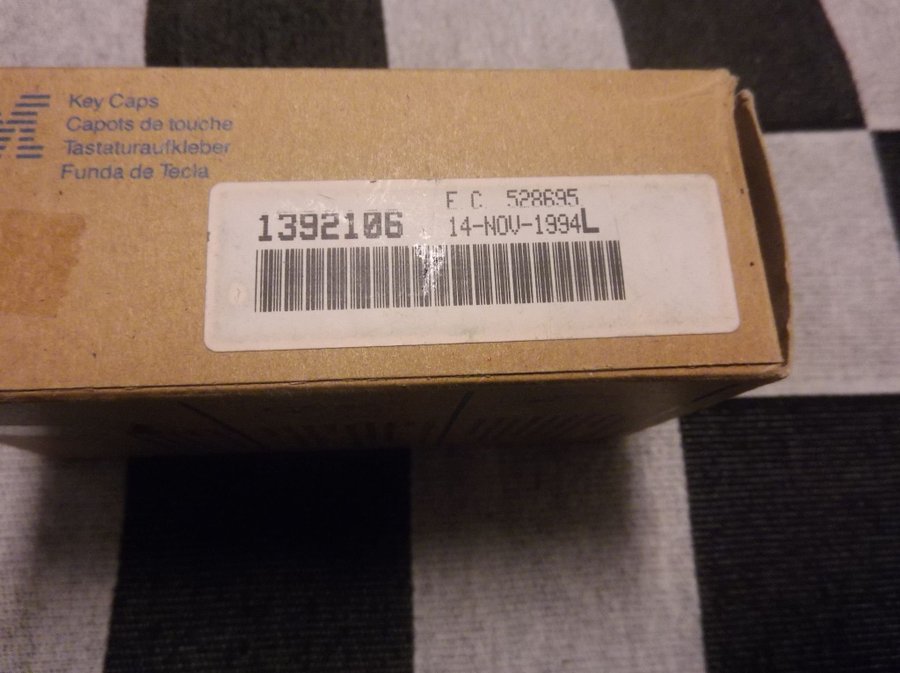 M
Key Caps
Capots de touche
Tastaturaufkleber
Funda de Tecla
E C 528695
1392106 14-NOV-1994L